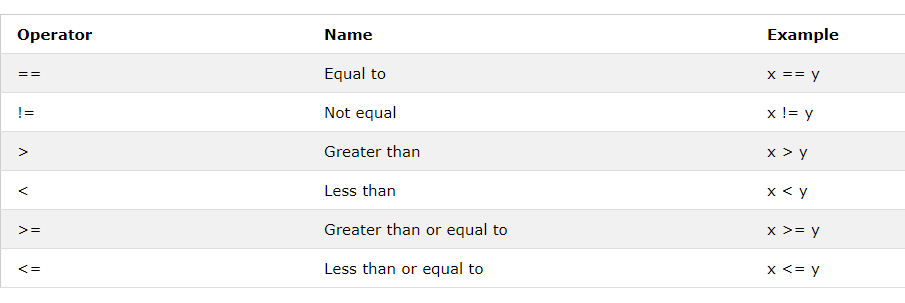 Operator Name Example
== Equal to x == y
!= Not equal x != y
> Greater than x > y
< Less than x < y
>= Greater than or equal to x >= y
<= Less than or equal to x <= y